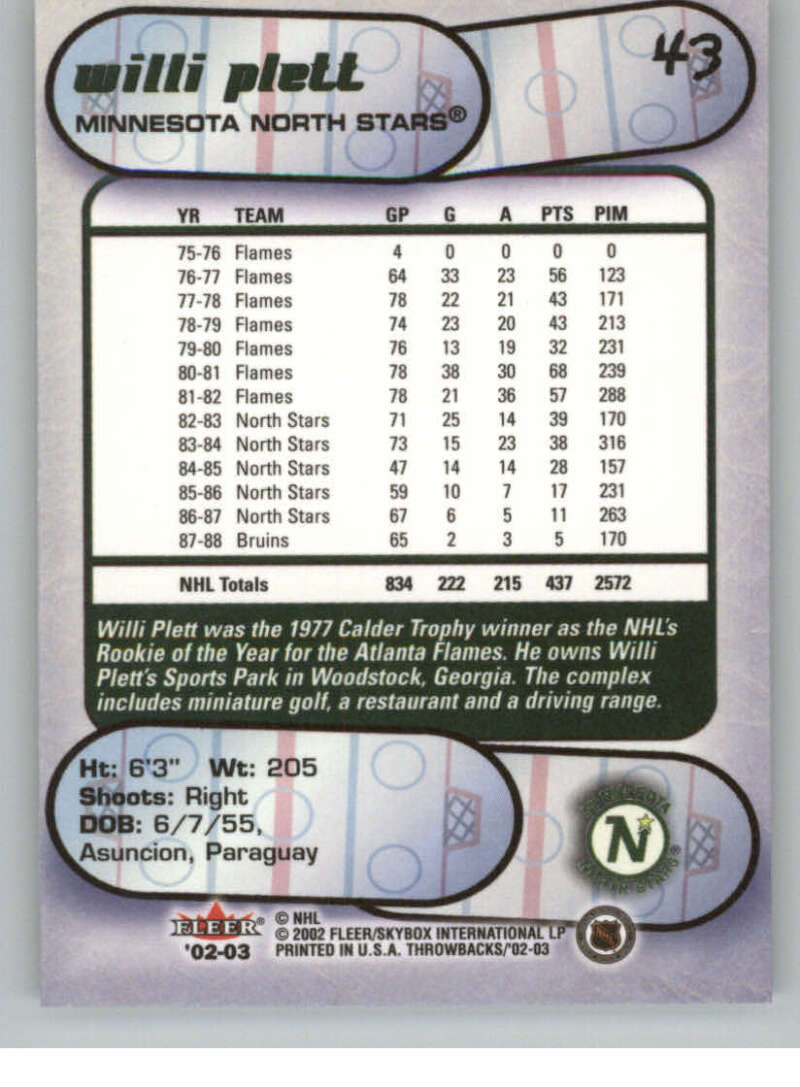 willi plett
43
MINNESOTA NORTH STARS®
YR TEAM GP G A PTS PIM
75-76 Flames 4 0 0 0 0
76-77 Flames 64 33 23 56 123
77-78 Flames 78 22 21 43 171
78-79 Flames 74 23 20 43 213
79-80 Flames 76 13 19 32 231
80-81 Flames 78 38 30 68 239
81-82 Flames 78 21 36 57 288
82-83 North Stars 71 25 14 39 170
83-84 North Stars 73 15 23 38 316
84-85 North Stars 47 14 14 28 157
85-86 North Stars 59 10 7 17 231
86-87 North Stars 67 6 5 11 263
87-88 Bruins 65 2 3 5 170
NHL Totals 834 222 215 437 2572
Willi Plett was the 1977 Calder Trophy winner as the NHL's
Rookie of the Year for the Atlanta Flames. He owns Willi
Plett's Sports Park in Woodstock, Georgia. The complex
includes miniature golf, a restaurant and a driving range.
Ht: 6'3" Wt: 205
Shoots: Right
DOB: 6/7/55,
Asuncion, Paraguay
MINNESOTA
N
NORTH STARS®
FLEER®
'02-03
© NHL
© 2002 FLEER/SKYBOX INTERNATIONAL LP
PRINTED IN U.S.A. THROWBACKS/'02-03
NHL